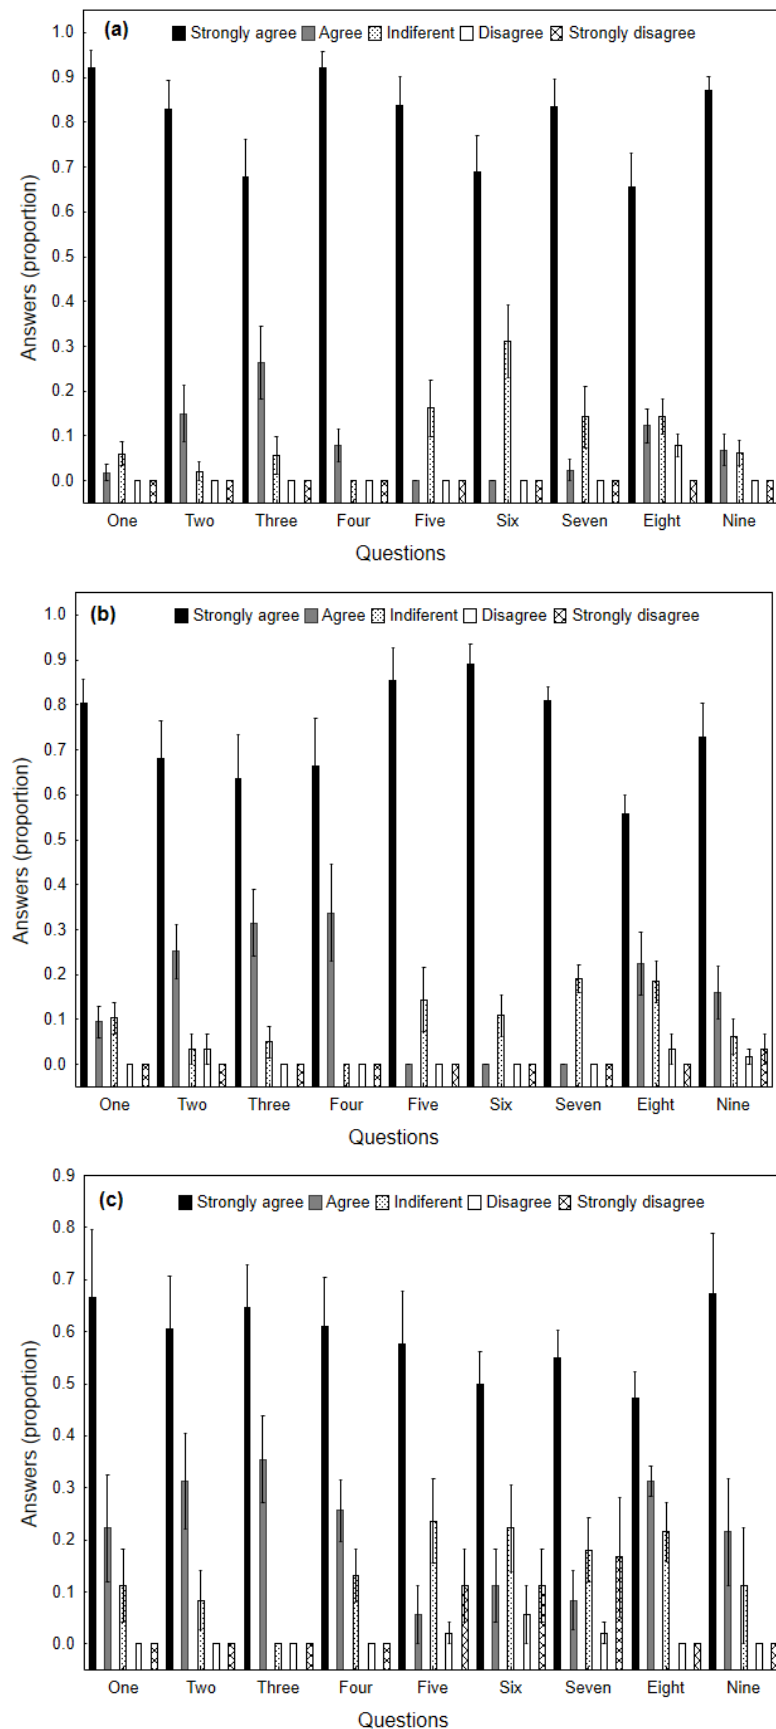 (a)
Strongly agree Agree Indiferent Disagree Strongly disagree
1.0
0.9
0.8
0.7
0.6
0.5
0.4
0.3
0.2
0.1
0.0
Answers (proportion)
One Two Three Four Five Six Seven Eight Nine
Questions
(b)
Strongly agree Agree Indiferent Disagree Strongly disagree
1.0
0.9
0.8
0.7
0.6
0.5
0.4
0.3
0.2
0.1
0.0
Answers (proportion)
One Two Three Four Five Six Seven Eight Nine
Questions
(c)
Strongly agree Agree Indiferent Disagree Strongly disagree
0.9
0.8
0.7
0.6
0.5
0.4
0.3
0.2
0.1
0.0
Answers (proportion)
One Two Three Four Five Six Seven Eight Nine
Questions